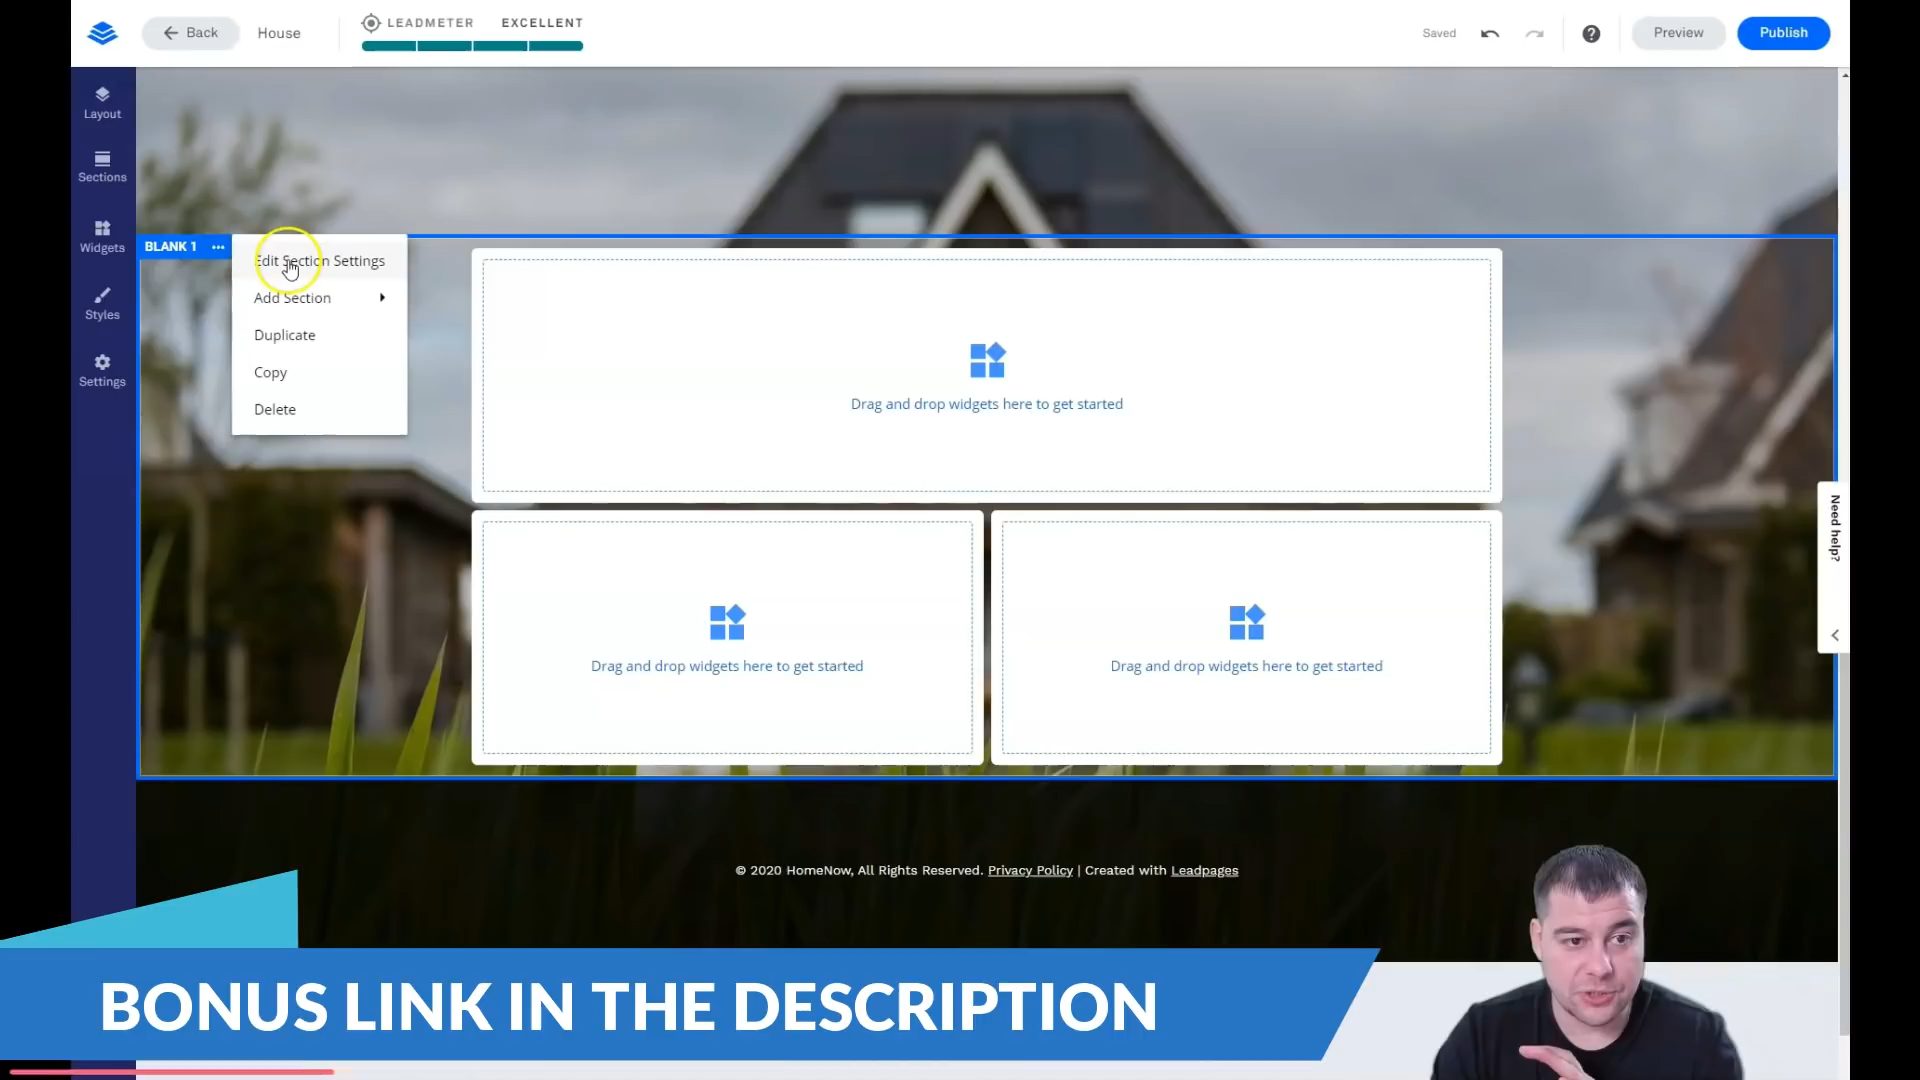 Back
House
LEADMETER EXCELLENT
Saved
Preview
Publish
Layout
Sections
Widgets
Styles
Settings
BLANK 1
Edit Section Settings
Add Section
Duplicate
Copy
Delete
Drag and drop widgets here to get started
Drag and drop widgets here to get started
Drag and drop widgets here to get started
Need help?
© 2020 HomeNow, All Rights Reserved. Privacy Policy | Created with Leadpages
BONUS LINK IN THE DESCRIPTION